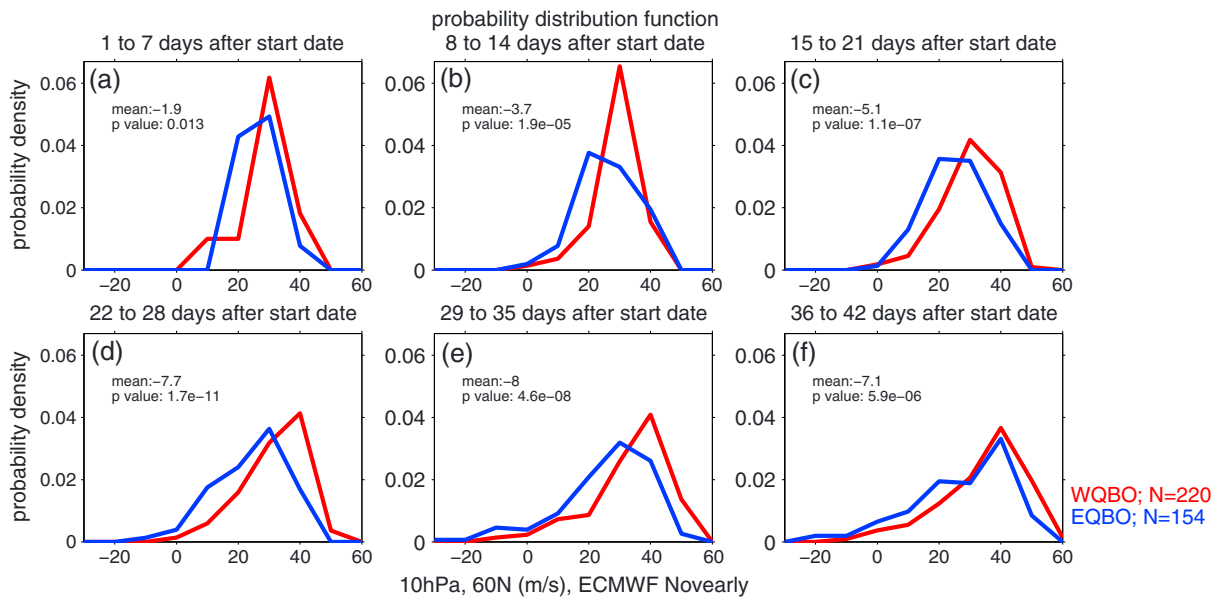 probability distribution function
1 to 7 days after start date
8 to 14 days after start date
15 to 21 days after start date
probability density
0.06
0.04
0.02
0
(a)
mean:−1.9
p value: 0.013
−20 0 20 40 60
0.06
0.04
0.02
0
(b)
mean:−3.7
p value: 1.9e−05
−20 0 20 40 60
0.06
0.04
0.02
0
(c)
mean:−5.1
p value: 1.1e−07
−20 0 20 40 60
22 to 28 days after start date
29 to 35 days after start date
36 to 42 days after start date
probability density
0.06
0.04
0.02
0
(d)
mean:−7.7
p value: 1.7e−11
−20 0 20 40 60
0.06
0.04
0.02
0
(e)
mean:−8
p value: 4.6e−08
−20 0 20 40 60
0.06
0.04
0.02
0
(f)
mean:−7.1
p value: 5.9e−06
−20 0 20 40 60
WQBO; N=220
EQBO; N=154
10hPa, 60N (m/s), ECMWF Novearly